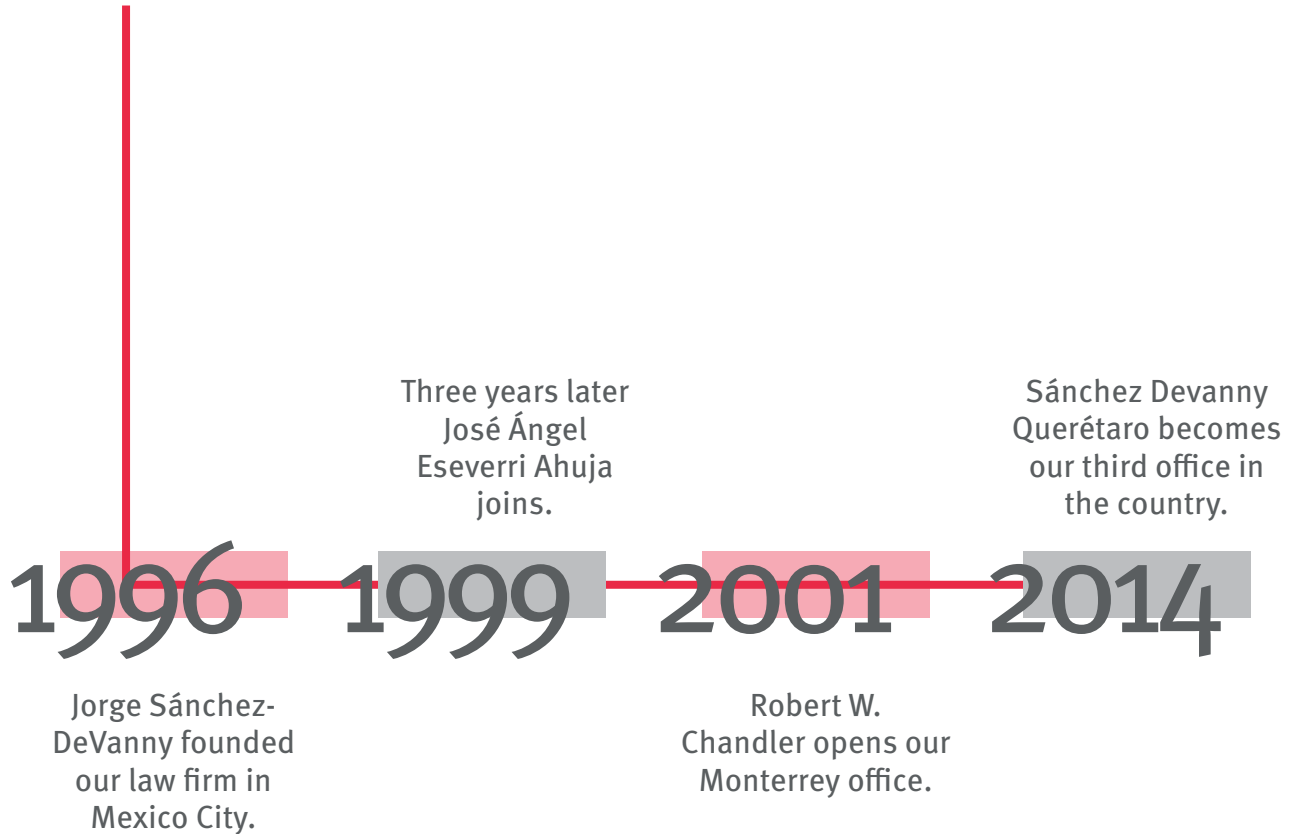 1996
Jorge Sánchez-
DeVanny founded
our law firm in
Mexico City.
Three years later
José Ángel
Eseverri Ahuja
joins.
1999
2001
Robert W.
Chandler opens our
Monterrey office.
Sánchez Devanny
Querétaro becomes
our third office in
the country.
2014